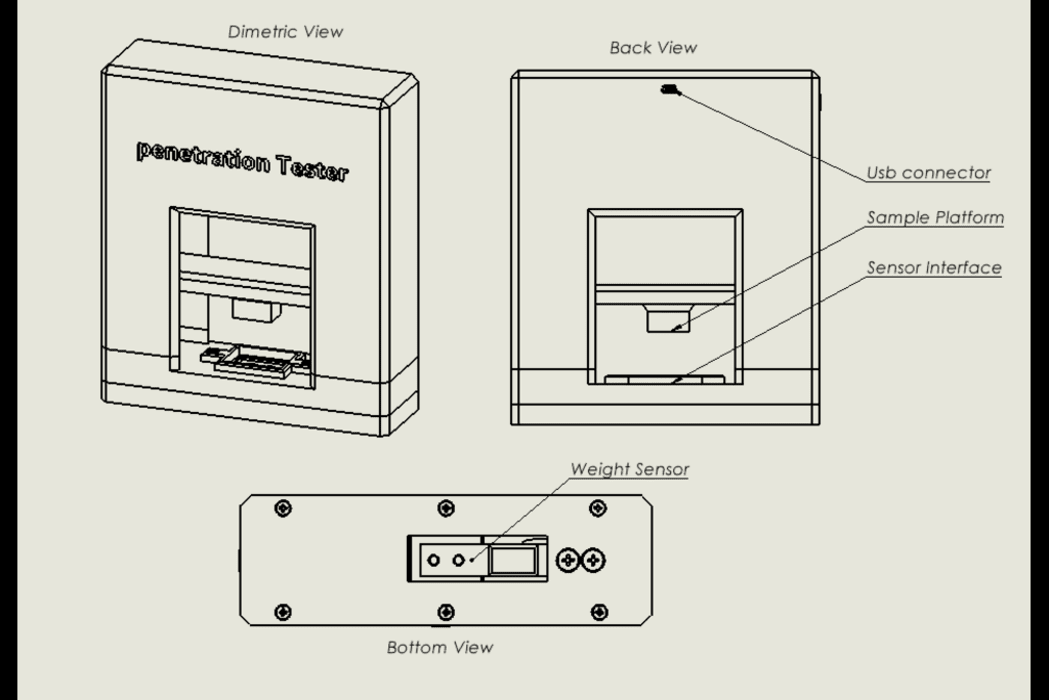 Dimetric View
Back View
penetration Tester
Usb connector
Sample Platform
Sensor Interface
Weight Sensor
Bottom View